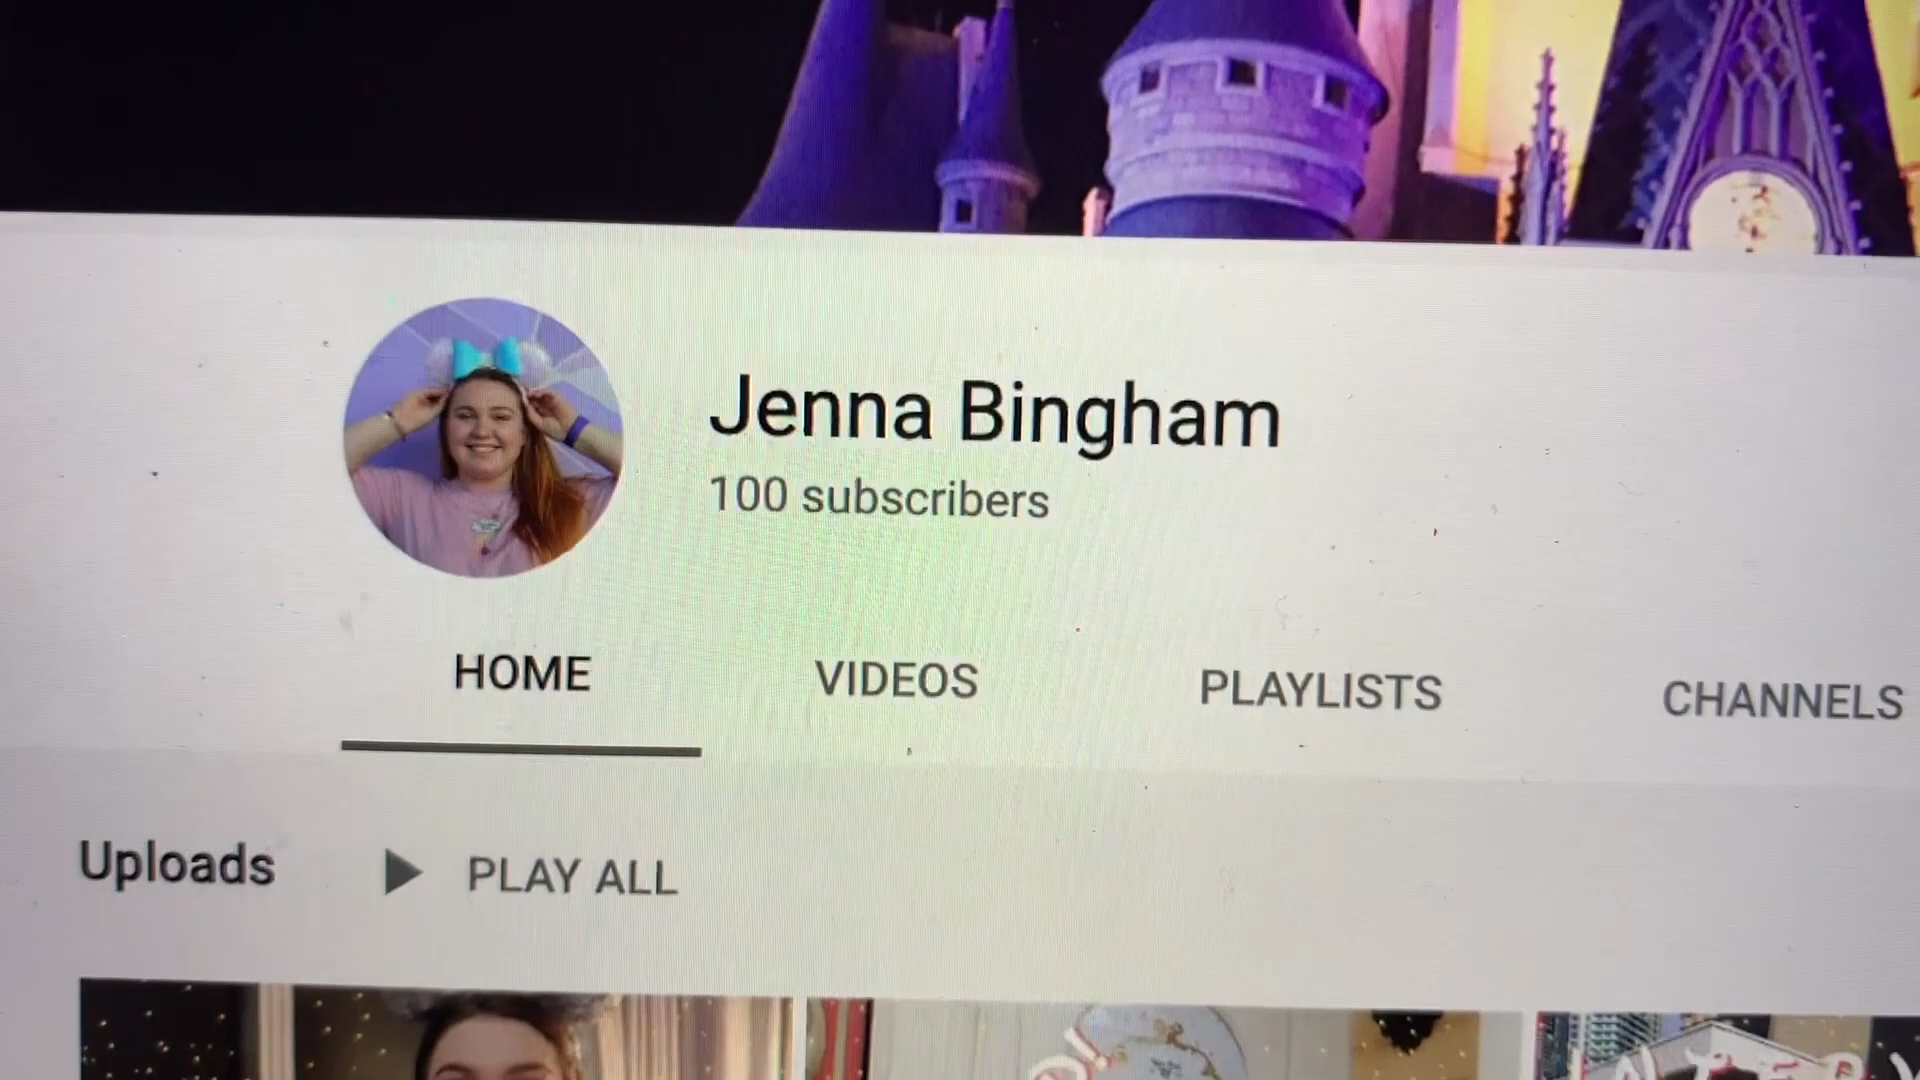 Jenna Bingham
100 subscribers
HOME VIDEOS PLAYLISTS CHANNELS
Uploads PLAY ALL